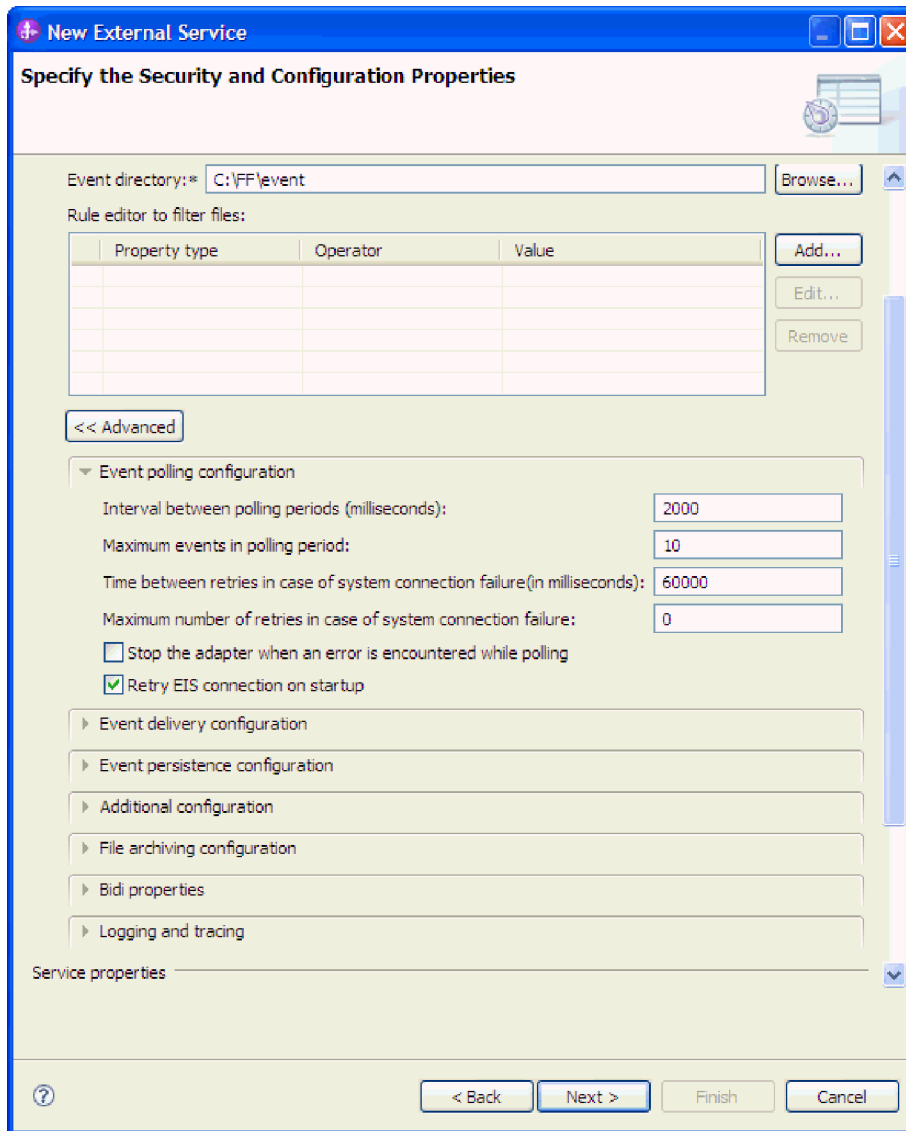 New External Service
Specify the Security and Configuration Properties
Event directory:* C:\FF\event Browse...
Rule editor to filter files:
Property type Operator Value Add...
Edit...
Remove
<< Advanced
Event polling configuration
Interval between polling periods (milliseconds): 2000
Maximum events in polling period: 10
Time between retries in case of system connection failure(in milliseconds): 60000
Maximum number of retries in case of system connection failure: 0
Stop the adapter when an error is encountered while polling
Retry EIS connection on startup
Event delivery configuration
Event persistence configuration
Additional configuration
File archiving configuration
Bidi properties
Logging and tracing
Service properties
? < Back Next > Finish Cancel